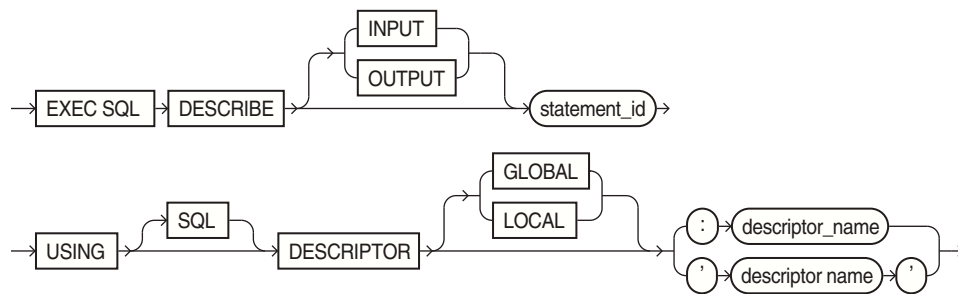 INPUT
OUTPUT
EXEC SQL DESCRIBE statement_id
GLOBAL
SQL LOCAL : descriptor_name
USING DESCRIPTOR ' descriptor name '